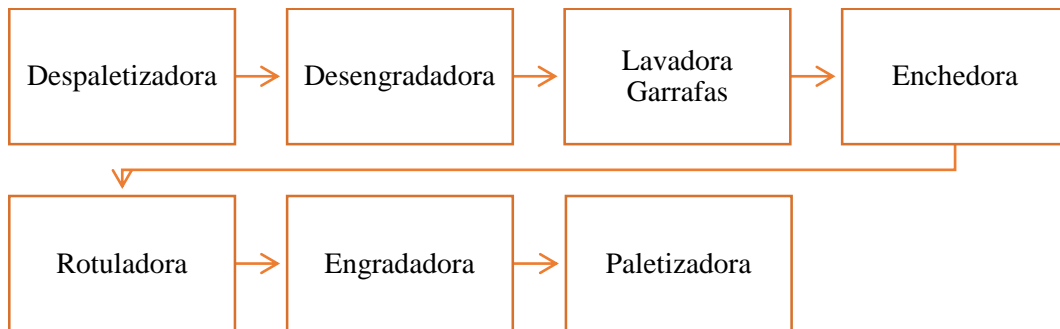 Despaletizadora
Desengradadora
Lavadora
Garrafas
Enchedora
Rotuladora
Engradadora
Paletizadora